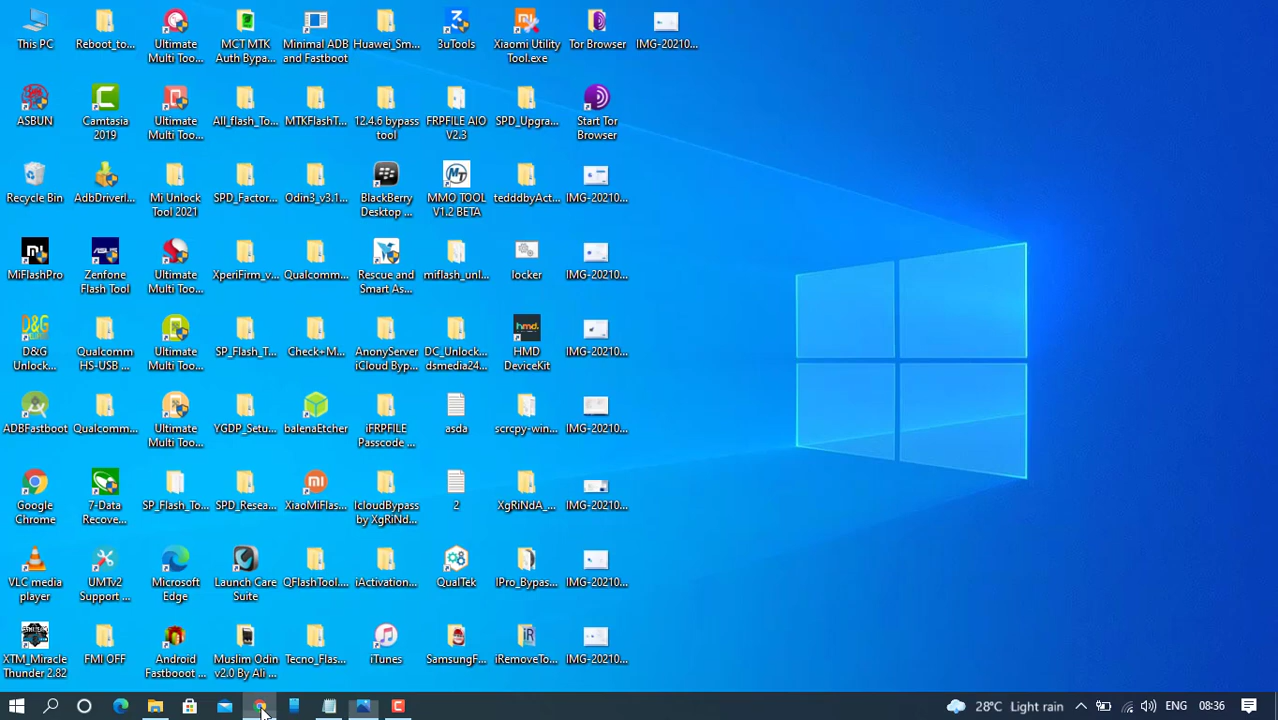 This PC
Reboot_to...
Ultimate
Multi Too...
MCT MTK
Auth Bypa...
Minimal ADB
and Fastboot
Huawei_Sm...
3uTools
Xiaomi Utility
Tool.exe
Tor Browser
IMG-20210...
ASBUN
Camtasia
2019
Ultimate
Multi Too...
All_flash_To...
MTKFlashT...
12.4.6 bypass
tool
FRPFILE AIO
V2.3
SPD_Upgra...
Start Tor
Browser
Recycle Bin
AdbDriverI...
Mi Unlock
Tool 2021
SPD_Factor...
Odin3_v3.1...
BlackBerry
Desktop ...
MMO TOOL
V1.2 BETA
tedddbyAct...
IMG-20210...
MiFlashPro
Zenfone
Flash Tool
Ultimate
Multi Too...
XperiFirm_v...
Qualcomm...
Rescue and
Smart As...
miflash_unl...
locker
IMG-20210...
D&G
Unlock...
Qualcomm
HS-USB ...
Ultimate
Multi Too...
SP_Flash_T...
Check+M...
AnonyServer
iCloud Byp...
DC_Unlock...
dsmedia24...
hmd.
HMD
DeviceKit
IMG-20210...
ADBFastboot
Qualcomm...
Ultimate
Multi Too...
YGDP_Setu...
balenaEtcher
iFRPFILE
Passcode ...
asda
scrcpy-win...
IMG-20210...
Google
Chrome
7-Data
Recove...
SP_Flash_To...
SPD_Resea...
XiaoMiFlas...
IcloudBypass
by XgRiNd...
2
XgRiNdA_...
IMG-20210...
VLC media
player
UMTv2
Support ...
Microsoft
Edge
Launch Care
Suite
QFlashTool...
iActivation...
QualTek
IPro_Bypas...
IMG-20210...
XTM_Miracle
Thunder 2.82
FMI OFF
Android
Fastbooot ...
Muslim Odin
v2.0 By Ali ...
Tecno_Flas...
iTunes
SamsungF...
iRemoveTo...
IMG-20210...
28°C Light rain
ENG
08:36